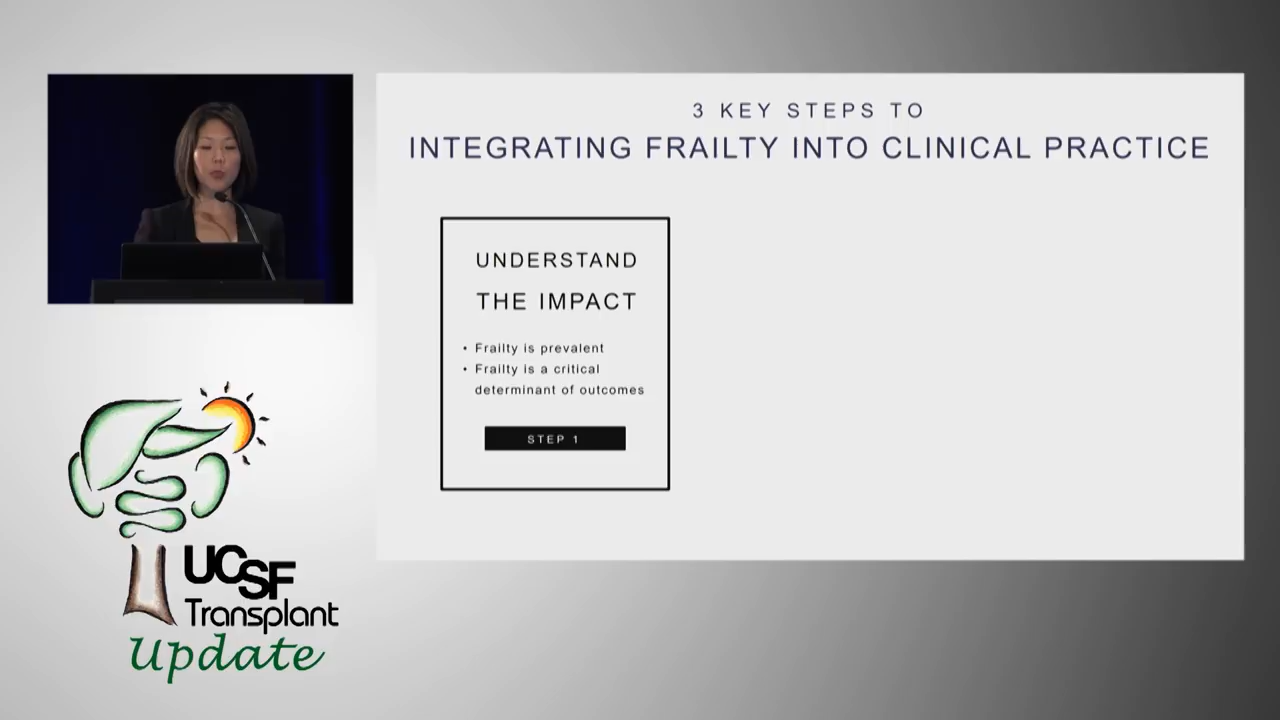 3 KEY STEPS TO
INTEGRATING FRAILTY INTO CLINICAL PRACTICE
UNDERSTAND
THE IMPACT
• Frailty is prevalent
• Frailty is a critical
determinant of outcomes
STEP 1
UCSF
Transplant
Update